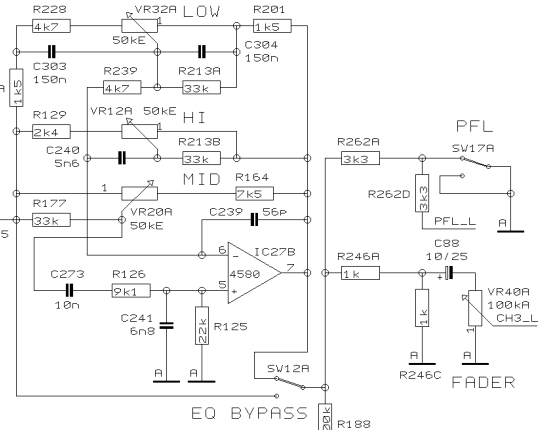 R228
4k7
VR32A
LOW
1
50kE
R201
1k5
C303
150n
C304
150n
A
1k5
R239
4k7
R213A
33k
VR12A 50kE
R129
2k4
1
HI
C240
5n6
R213B
33k
MID
1
R164
7k5
R177
33k
VR20A
50kE
C239 56p
5
IC27B
6
-
4580
7
5
+
C273
10n
R126
9k1
C241
6n8
22k
R125
A
A
SW12A
EQ BYPASS
R262A
3k3
PFL
SW17A
R262D
3k3
PFL_L
A
R246A
1k
C88
10/25
+
VR40A
100kA
CH3_L
1k
1
A
A
R246C
FADER
00k
R188